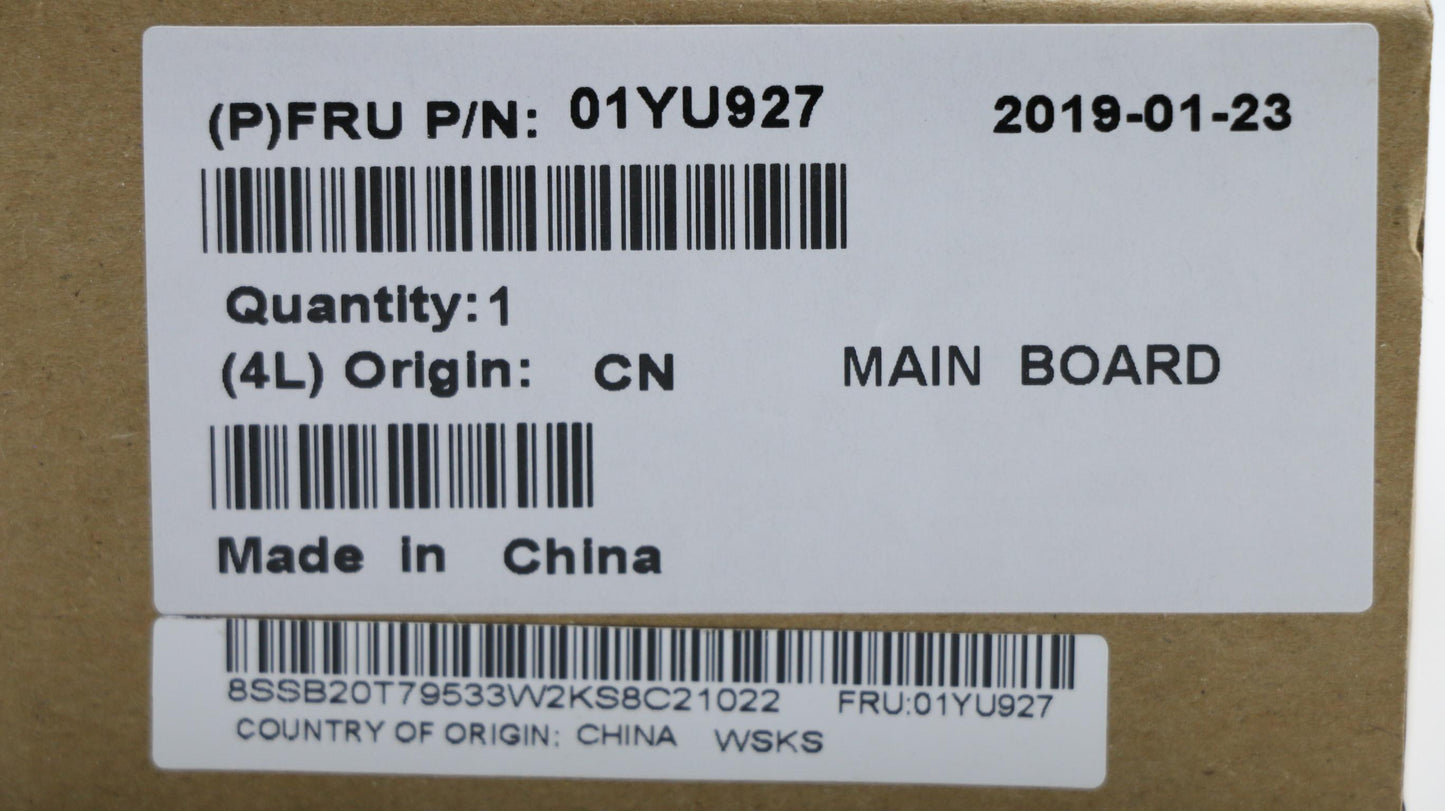 (P)FRU P/N: 01YU927 2019-01-23
Quantity:1
(4L) Origin: CN MAIN BOARD
Made in China
8SSB20T79533W2KS8C21022 FRU:01YU927
COUNTRY OF ORIGIN: CHINA WSKS